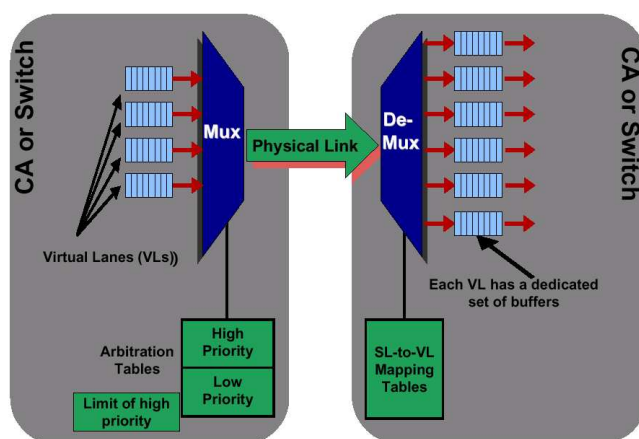 CA or Switch
Mux
Physical Link
De-
Mux
CA or Switch
Virtual Lanes (VLs))
Each VL has a dedicated
set of buffers
Arbitration
Tables
High
Priority
Low
Priority
Limit of high
priority
SL-to-VL
Mapping
Tables